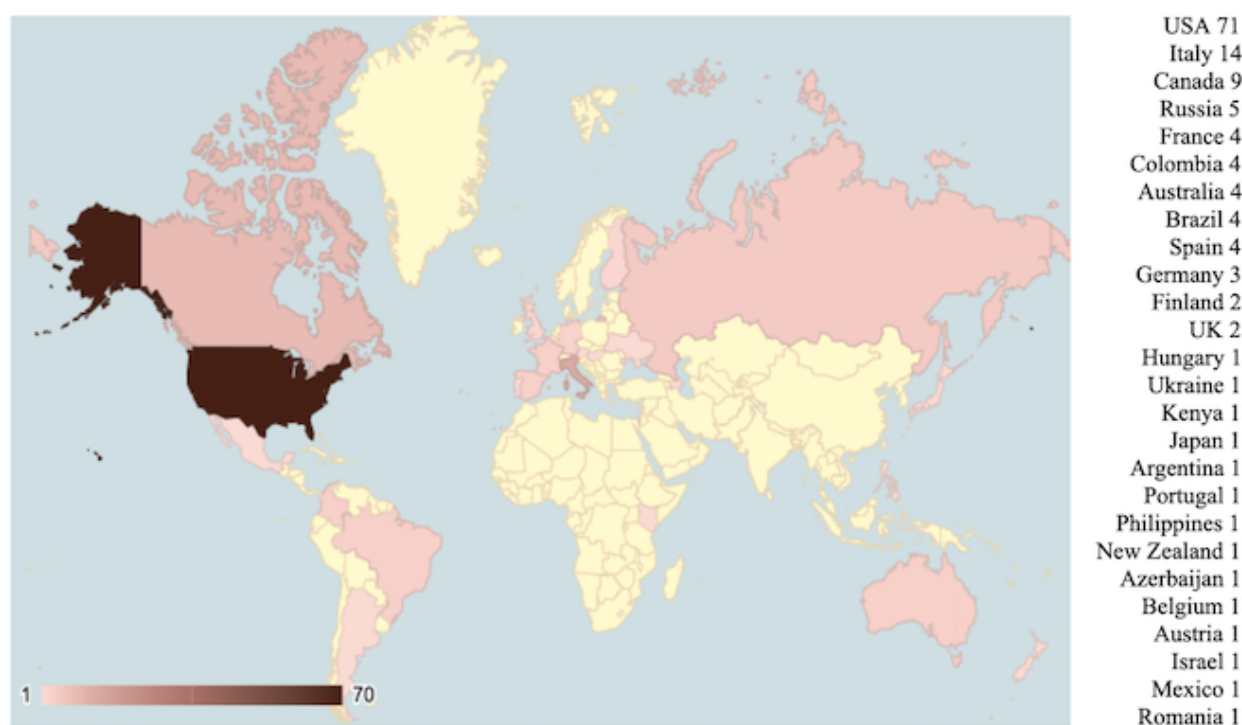 USA 71
Italy 14
Canada 9
Russia 5
France 4
Colombia 4
Australia 4
Brazil 4
Spain 4
Germany 3
Finland 2
UK 2
Hungary 1
Ukraine 1
Kenya 1
Japan 1
Argentina 1
Portugal 1
Philippines 1
New Zealand 1
Azerbaijan 1
Belgium 1
Austria 1
Israel 1
Mexico 1
Romania 1
1 70